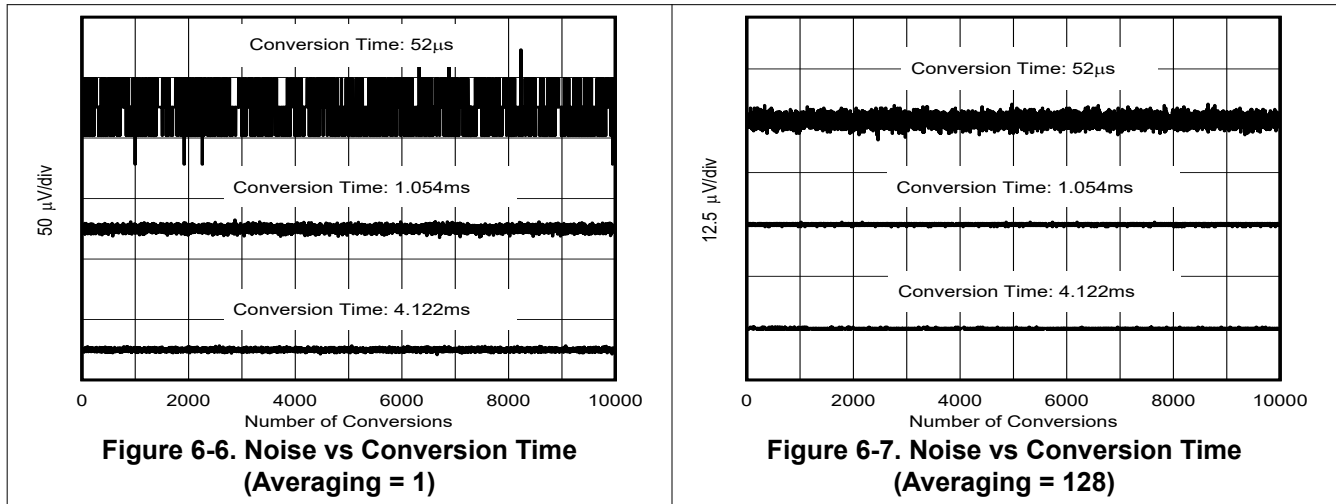 Conversion Time: 52µs
Conversion Time: 1.054ms
Conversion Time: 4.122ms
50 µV/div
0 2000 4000 6000 8000 10000
Number of Conversions
Figure 6-6. Noise vs Conversion Time
(Averaging = 1)
Conversion Time: 52µs
Conversion Time: 1.054ms
Conversion Time: 4.122ms
12.5 µV/div
0 2000 4000 6000 8000 10000
Number of Conversions
Figure 6-7. Noise vs Conversion Time
(Averaging = 128)